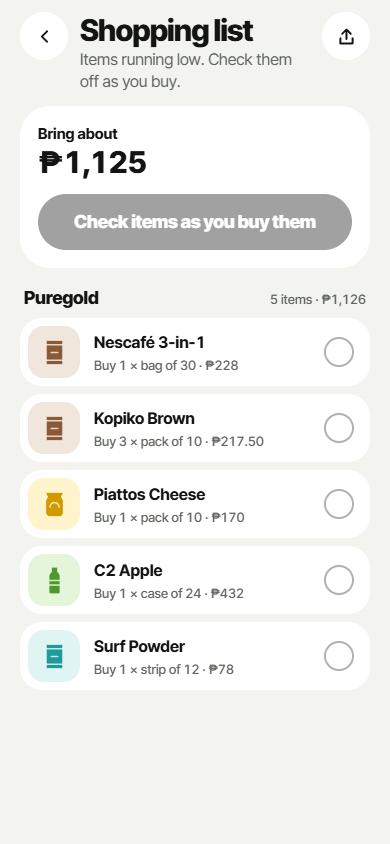 Shopping list
Items running low. Check them
off as you buy.
Bring about
₱1,125
Check items as you buy them
Puregold
5 items · ₱1,126
Nescafé 3-in-1
Buy 1 × bag of 30 · ₱228
Kopiko Brown
Buy 3 × pack of 10 · ₱217.50
Piattos Cheese
Buy 1 × pack of 10 · ₱170
C2 Apple
Buy 1 × case of 24 · ₱432
Surf Powder
Buy 1 × strip of 12 · ₱78